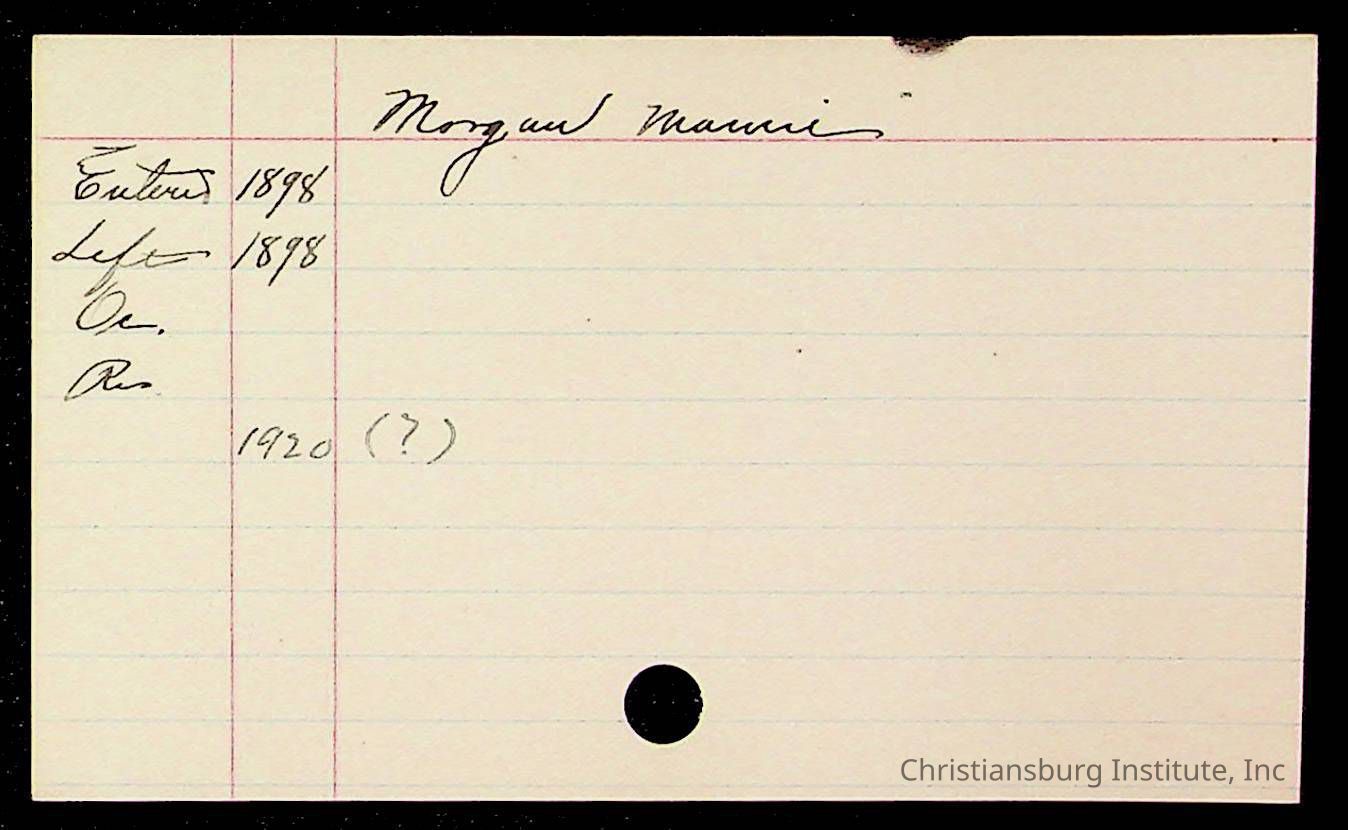 Morgan Mamie
Entered 1898
Left 1898
Oc.
Res
1920 (?)
Christiansburg Institute, Inc